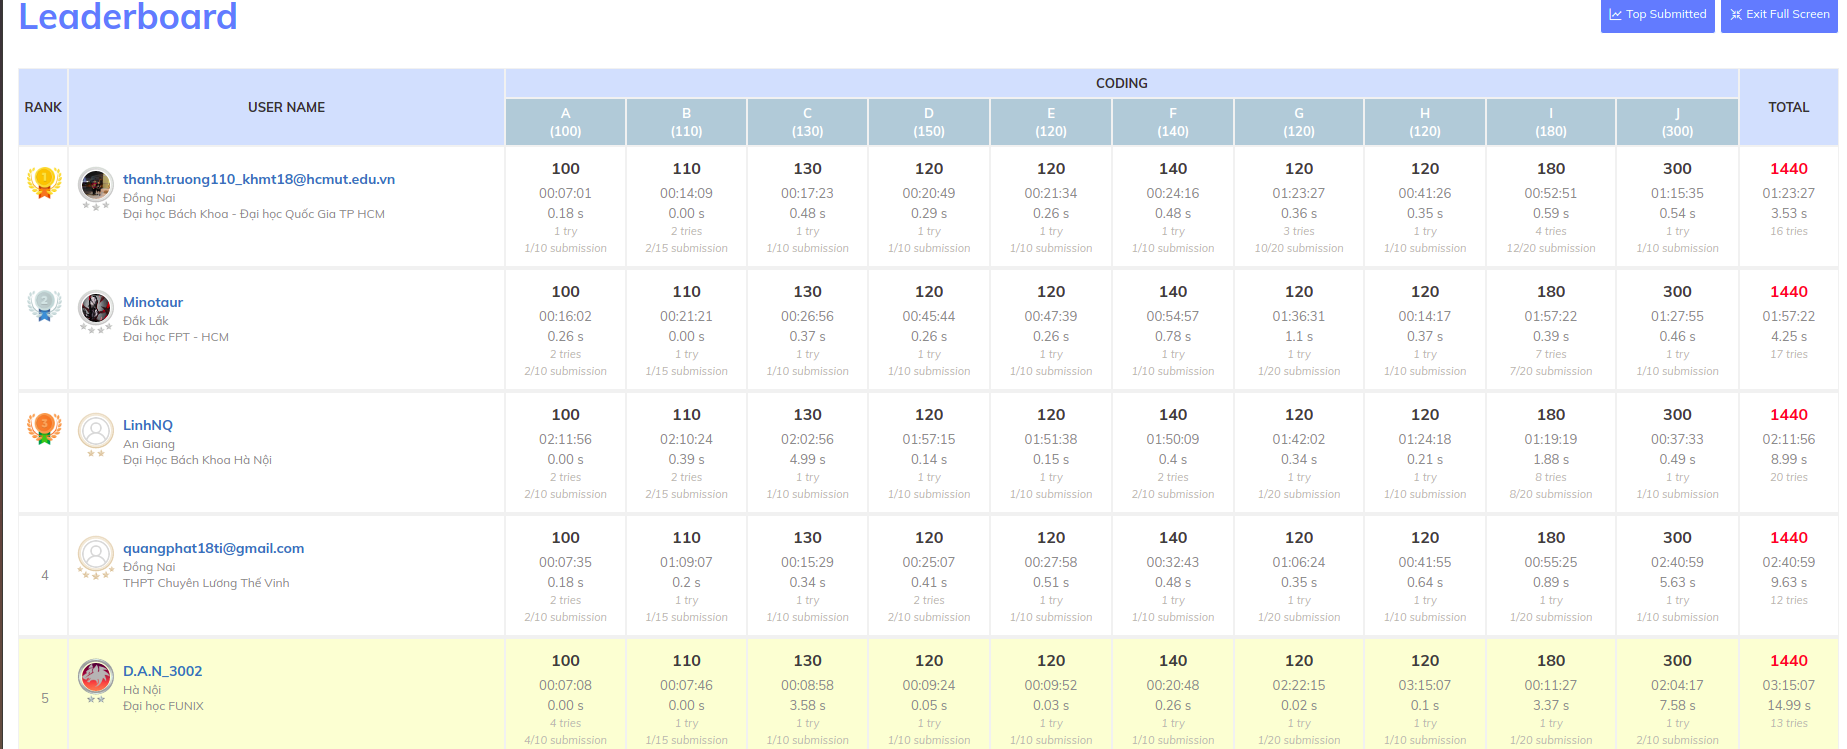 Leaderboard
Top Submitted
Exit Full Screen
RANK USER NAME CODING TOTAL
A B C D E F G H I J
(100) (110) (130) (150) (120) (140) (120) (120) (180) (300)
1
thanh.truong110_khmt18@hcmut.edu.vn
Đồng Nai
Đại học Bách Khoa - Đại học Quốc Gia TP HCM
100 110 130 120 120 140 120 120 180 300 1440
00:07:01 00:14:09 00:17:23 00:20:49 00:21:34 00:24:16 01:23:27 00:41:26 00:52:51 01:15:35 01:23:27
0.18 s 0.00 s 0.48 s 0.29 s 0.26 s 0.48 s 0.36 s 0.35 s 0.59 s 0.54 s 3.53 s
1 try 2 tries 1 try 1 try 1 try 1 try 3 tries 1 try 4 tries 1 try 16 tries
1/10 submission 2/15 submission 1/10 submission 1/10 submission 1/10 submission 1/10 submission 10/20 submission 1/10 submission 12/20 submission 1/10 submission
2
Minotaur
Đắk Lắk
Đại học FPT - HCM
100 110 130 120 120 140 120 120 180 300 1440
00:16:02 00:21:21 00:26:56 00:45:44 00:47:39 00:54:57 01:36:31 00:14:17 01:57:22 01:27:55 01:57:22
0.26 s 0.00 s 0.37 s 0.26 s 0.26 s 0.78 s 1.1 s 0.37 s 0.39 s 0.46 s 4.25 s
2 tries 1 try 1 try 1 try 1 try 1 try 1 try 1 try 7 tries 1 try 17 tries
2/10 submission 1/15 submission 1/10 submission 1/10 submission 1/10 submission 1/10 submission 1/20 submission 1/10 submission 7/20 submission 1/10 submission
3
LinhNQ
An Giang
Đại Học Bách Khoa Hà Nội
100 110 130 120 120 140 120 120 180 300 1440
02:11:56 02:10:24 02:02:56 01:57:15 01:51:38 01:50:09 01:42:02 01:24:18 01:19:19 00:37:33 02:11:56
0.00 s 0.39 s 4.99 s 0.14 s 0.15 s 0.4 s 0.34 s 0.21 s 1.88 s 0.49 s 8.99 s
2 tries 2 tries 1 try 1 try 1 try 2 tries 1 try 1 try 8 tries 1 try 20 tries
2/10 submission 2/15 submission 1/10 submission 1/10 submission 1/10 submission 2/10 submission 1/20 submission 1/10 submission 8/20 submission 1/10 submission
4
quangphat18ti@gmail.com
Đồng Nai
THPT Chuyên Lương Thế Vinh
100 110 130 120 120 140 120 120 180 300 1440
00:07:35 01:09:07 00:15:29 00:25:07 00:27:58 00:32:43 01:06:24 00:41:55 00:55:25 02:40:59 02:40:59
0.18 s 0.2 s 0.34 s 0.41 s 0.51 s 0.48 s 0.35 s 0.64 s 0.89 s 5.63 s 9.63 s
2 tries 1 try 1 try 2 tries 1 try 1 try 1 try 1 try 1 try 1 try 12 tries
2/10 submission 1/15 submission 1/10 submission 2/10 submission 1/10 submission 1/10 submission 1/20 submission 1/10 submission 1/20 submission 1/10 submission
5
D.A.N_3002
Hà Nội
Đại học FUNIX
100 110 130 120 120 140 120 120 180 300 1440
00:07:08 00:07:46 00:08:58 00:09:24 00:09:52 00:20:48 02:22:15 03:15:07 00:11:27 02:04:17 03:15:07
0.00 s 0.00 s 3.58 s 0.05 s 0.03 s 0.26 s 0.02 s 0.1 s 3.37 s 7.58 s 14.99 s
4 tries 1 try 1 try 1 try 1 try 1 try 1 try 1 try 1 try 1 try 13 tries
4/10 submission 1/15 submission 1/10 submission 1/10 submission 1/10 submission 1/10 submission 1/20 submission 1/10 submission 1/20 submission 2/10 submission